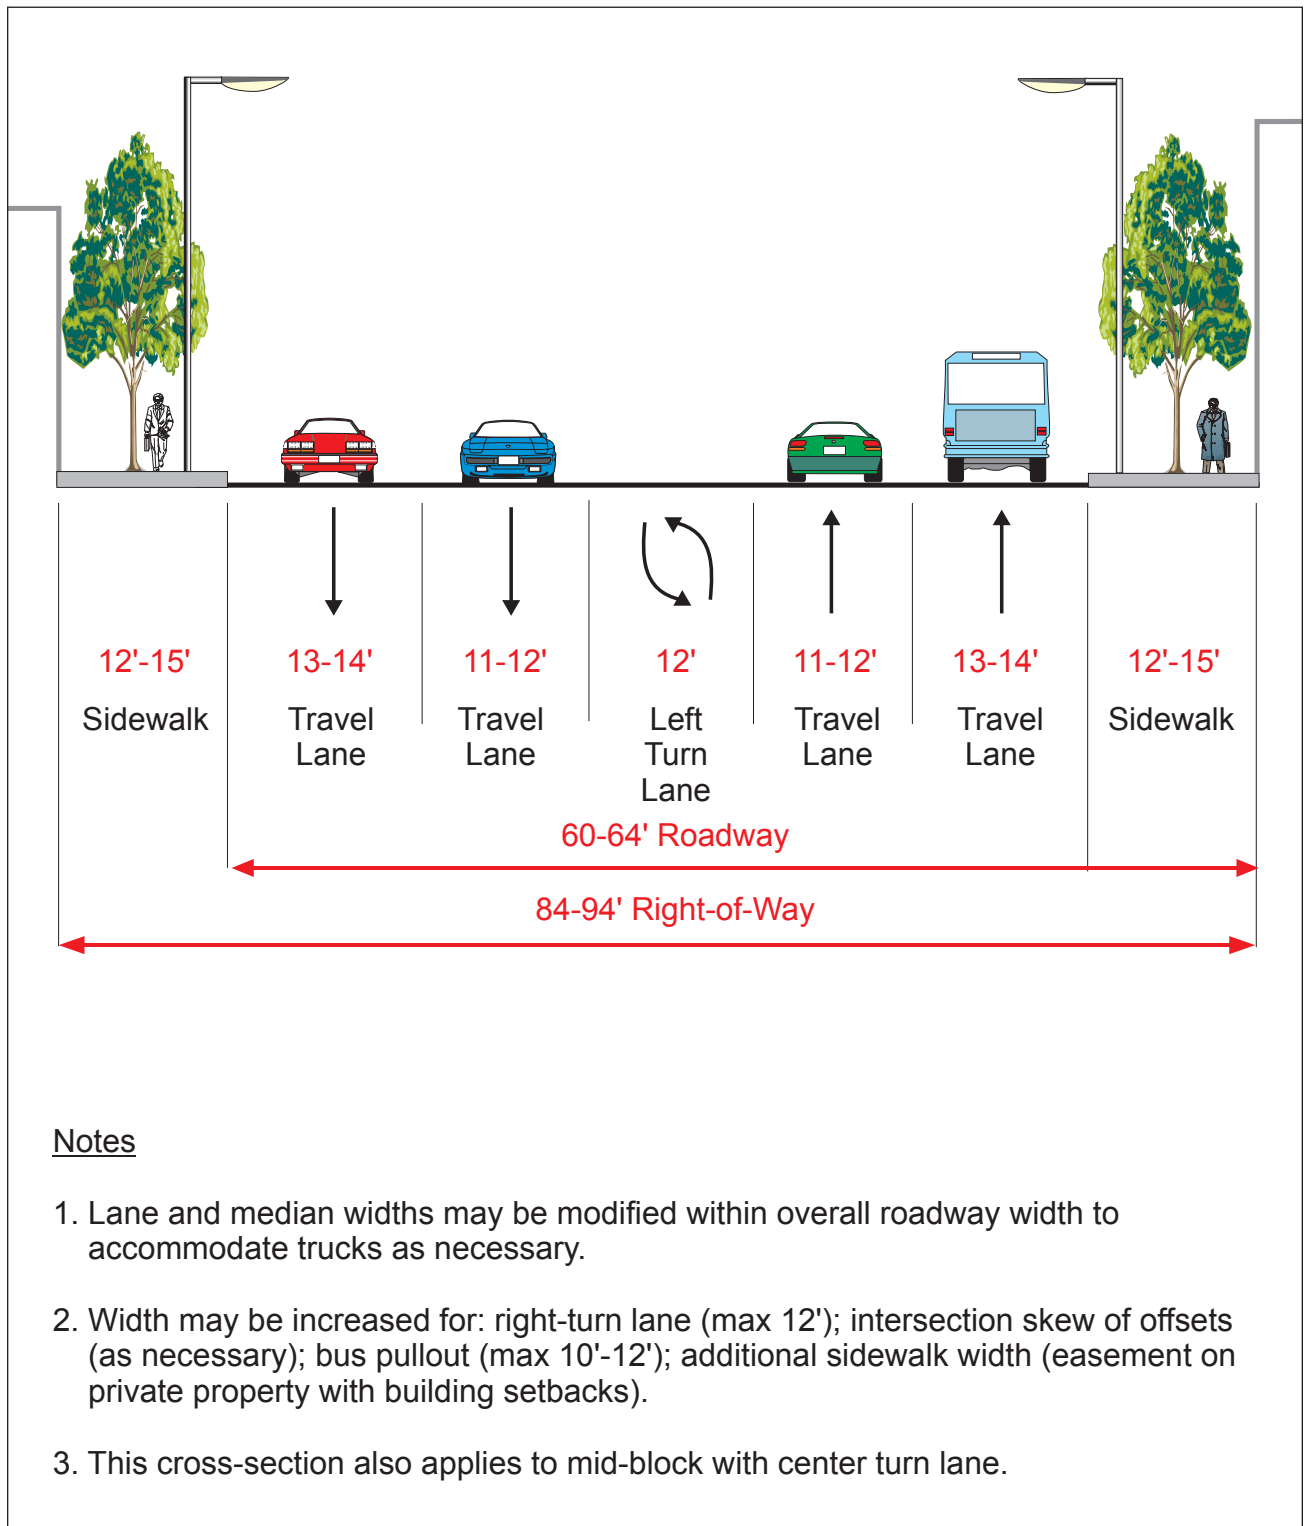 12'-15' 13-14' 11-12' 12' 11-12' 13-14' 12'-15'
Sidewalk Travel Travel Left Travel Travel Sidewalk
Lane Lane Turn Lane Lane
Lane
60-64' Roadway
84-94' Right-of-Way
Notes
1. Lane and median widths may be modified within overall roadway width to
accommodate trucks as necessary.
2. Width may be increased for: right-turn lane (max 12'); intersection skew of offsets
(as necessary); bus pullout (max 10'-12'); additional sidewalk width (easement on
private property with building setbacks).
3. This cross-section also applies to mid-block with center turn lane.